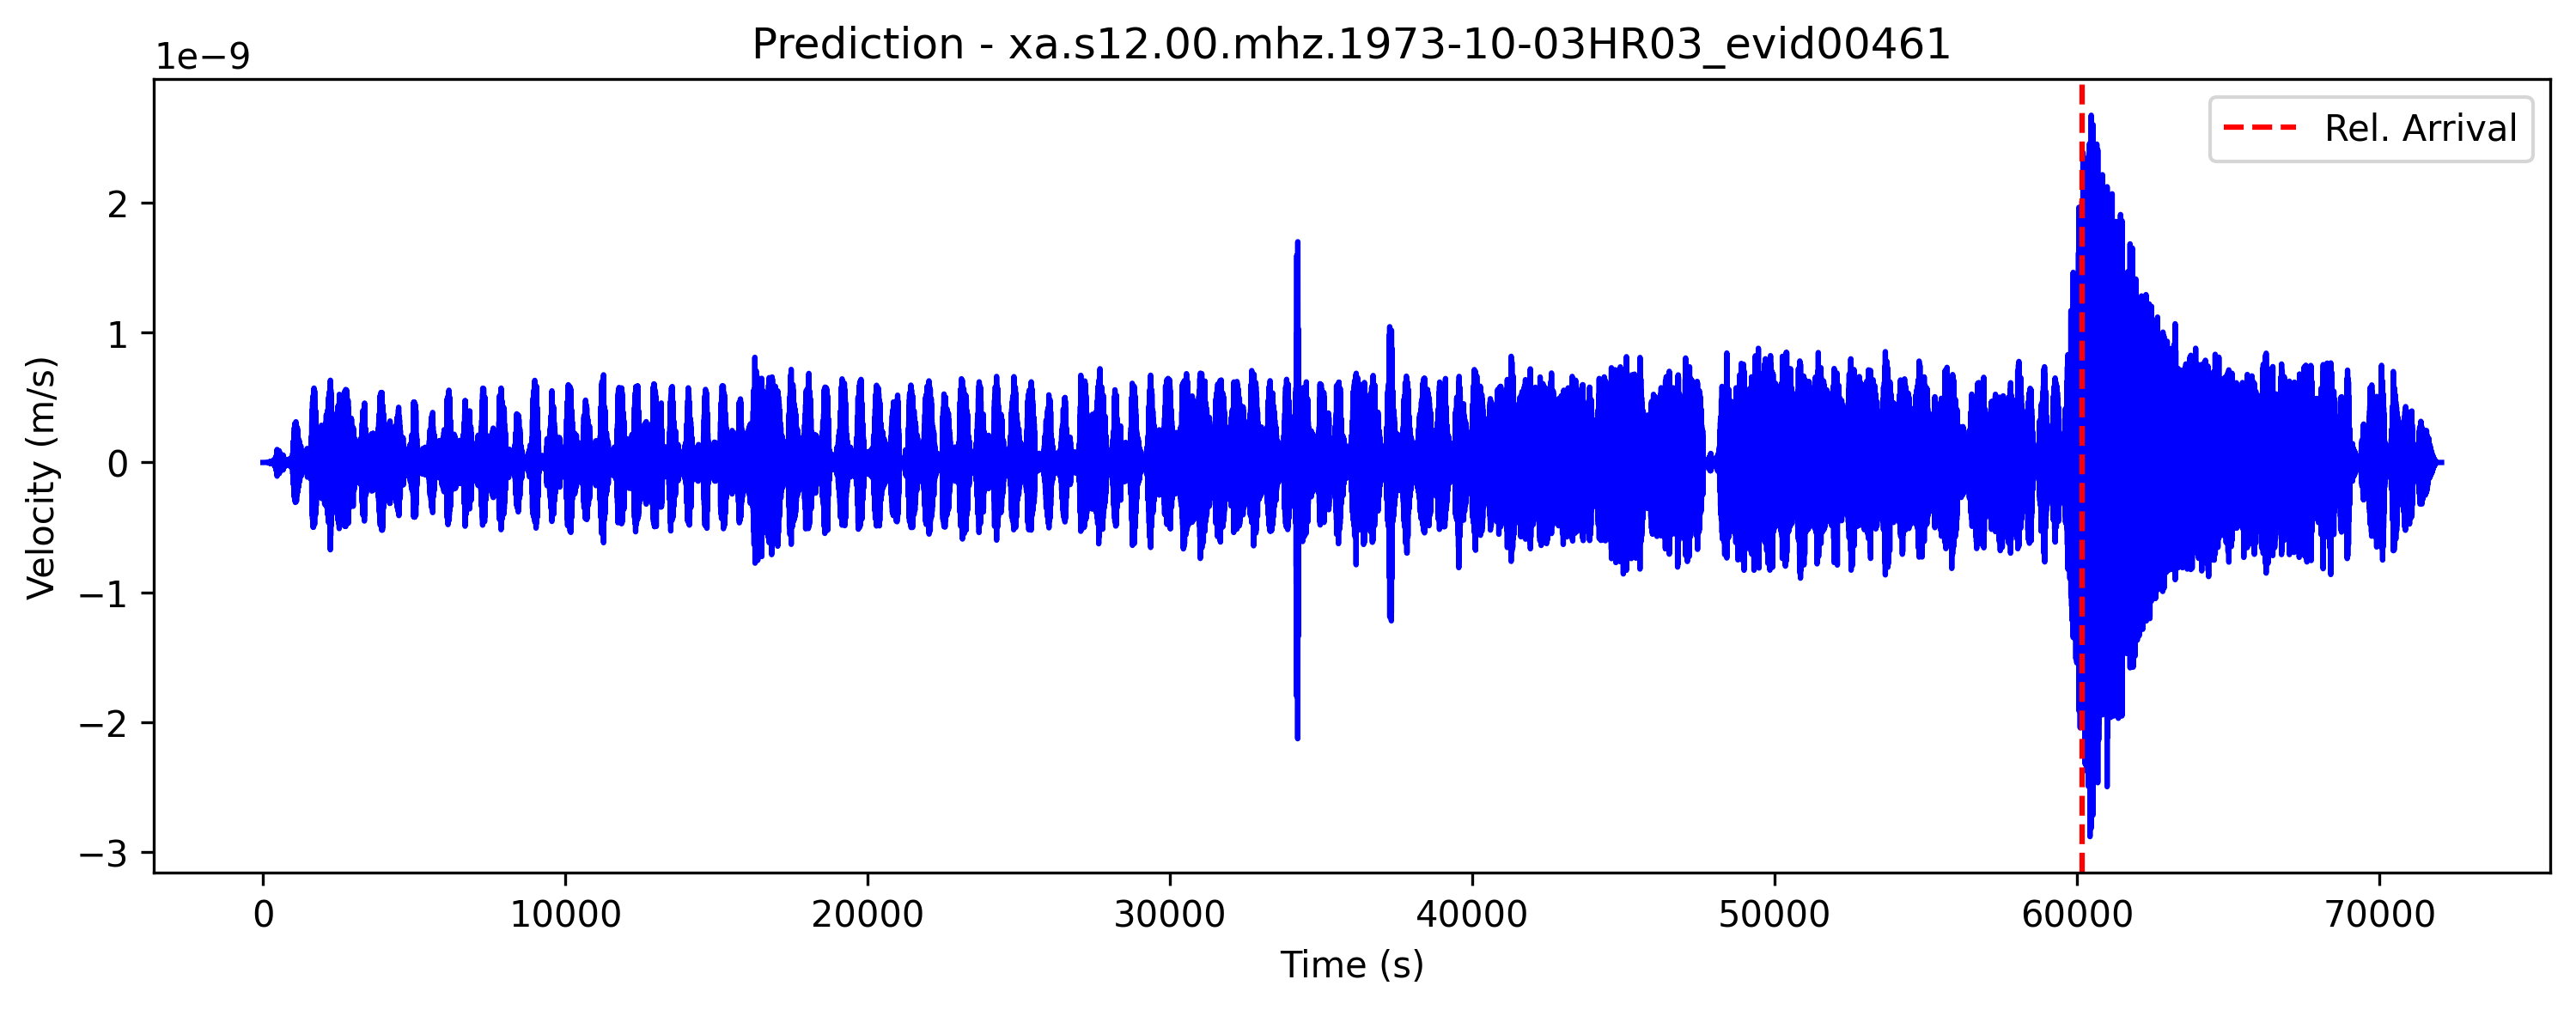 Prediction - xa.s12.00.mhz.1973-10-03HR03_evid00461
1e−9
Rel. Arrival
2
1
0
−1
−2
−3
Velocity (m/s)
0 10000 20000 30000 40000 50000 60000 70000
Time (s)